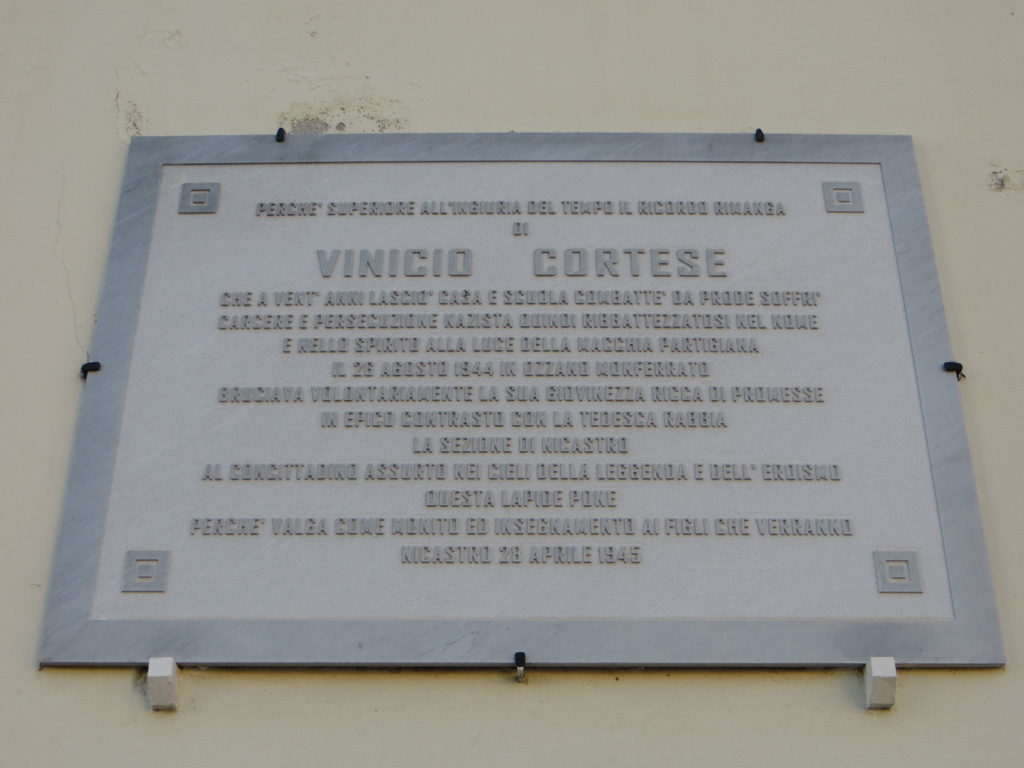 PERCHE' SUPERIORE ALL'INGIURIA DEL TEMPO IL RICORDO RIMANGA
DI
VINICIO CORTESE
CHE A VENT' ANNI LASCIO' CASA E SCUOLA COMBATTE' DA PRODE SOFFRI'
CARCERE E PERSECUZIONE NAZISTA QUINDI RIBBATTEZZATOSI NEL NOME
E NELLO SPIRITO ALLA LUCE DELLA MACCHIA PARTIGIANA
IL 26 AGOSTO 1944 IN OZZANO MONFERRATO
BRUCIAVA VOLONTARIAMENTE LA SUA GIOVINEZZA RICCA DI PROMESSE
IN EPICO CONTRASTO CON LA TEDESCA RABBIA
LA SEZIONE DI NICASTRO
AL CONCITTADINO ASSURTO NEI CIELI DELLA LEGGENDA E DELL' EROISMO
QUESTA LAPIDE PONE
PERCHE' VALGA COME MONITO ED INSEGNAMENTO AI FIGLI CHE VERRANNO
NICASTRO 28 APRILE 1945